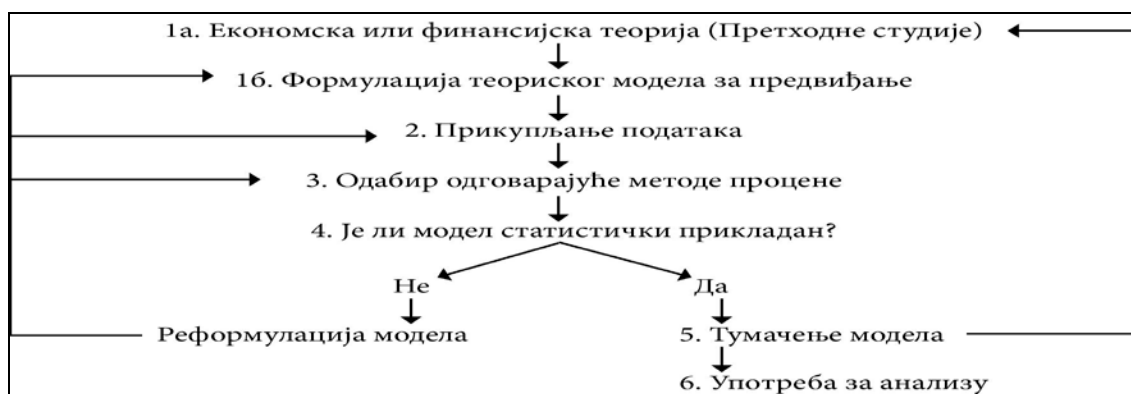 1а. Економска или финансијска теорија (Претходне студије)
1б. Формулација теориског модела за предвиђање
2. Прикупљање података
3. Одабир одговарајуће методе процене
4. Је ли модел статистички прикладан?
Не
Да
Реформулација модела
5. Тумачење модела
6. Употреба за анализу